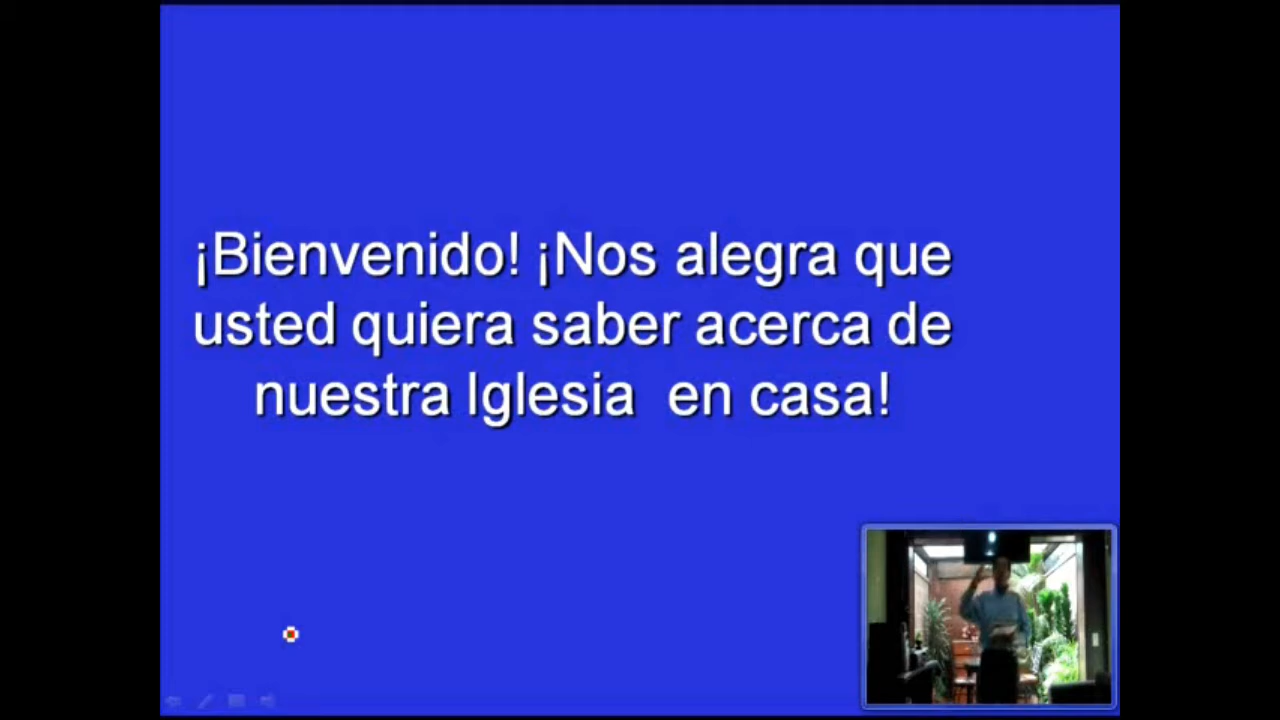 ¡Bienvenido! ¡Nos alegra que
usted quiera saber acerca de
nuestra Iglesia  en casa!